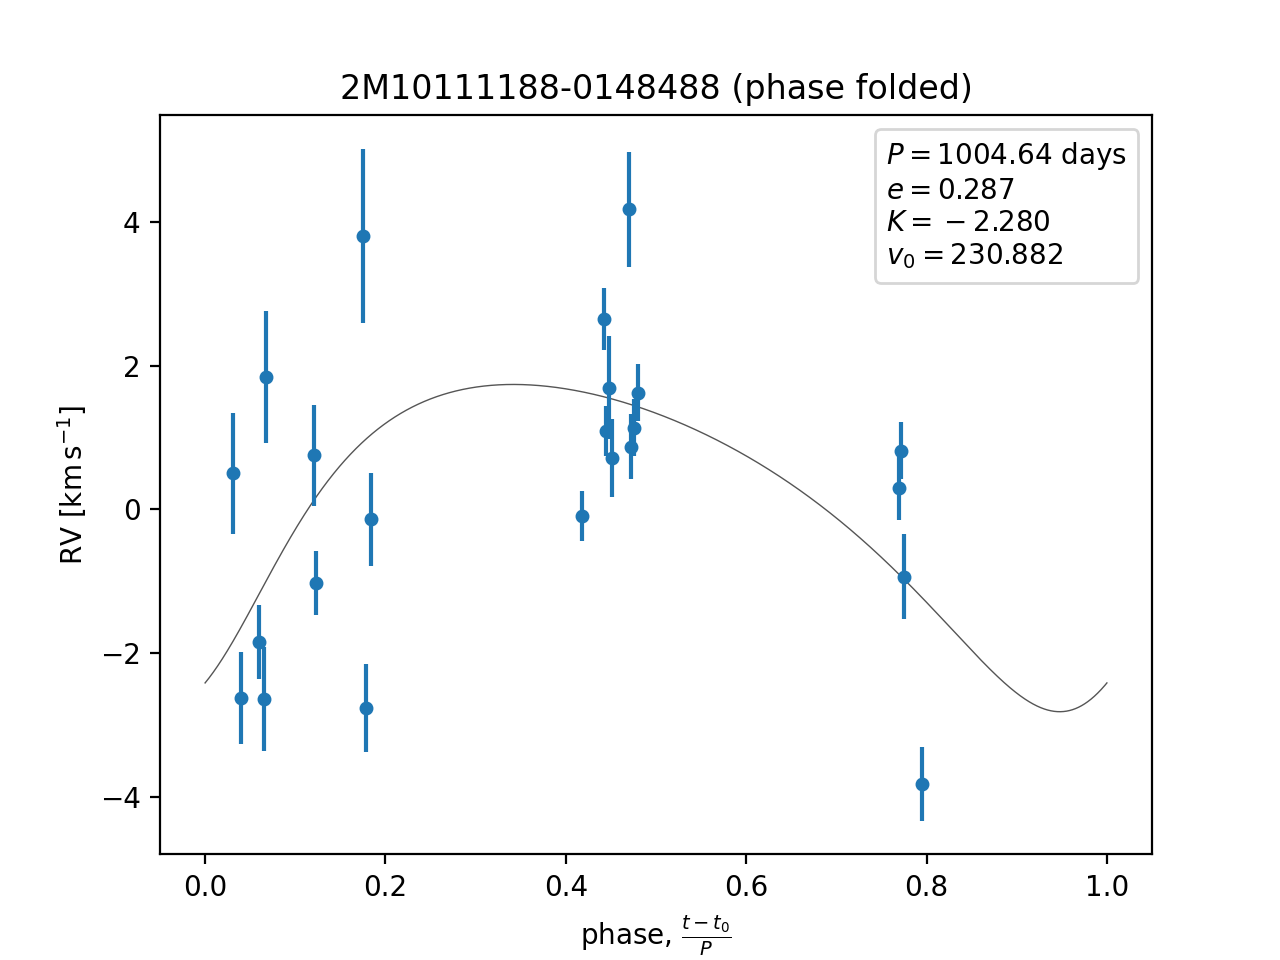 2M10111188-0148488 (phase folded)
P = 1004.64 days
e = 0.287
K = −2.280
v₀ = 230.882
RV [km s⁻¹]
4
2
0
−2
−4
0.0 0.2 0.4 0.6 0.8 1.0
phase, (t − t₀)/P